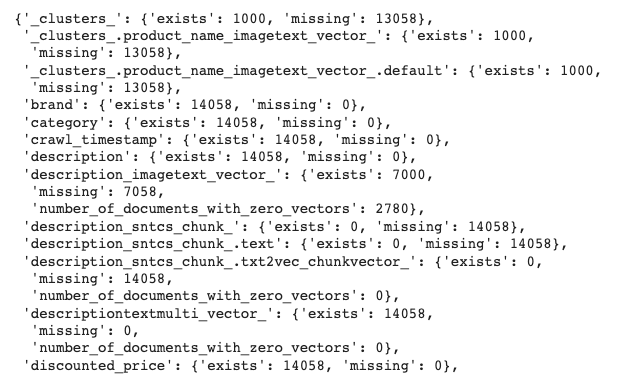 {'_clusters_': {'exists': 1000, 'missing': 13058},
'_clusters_.product_name_imagetext_vector_': {'exists': 1000,
'missing': 13058},
'_clusters_.product_name_imagetext_vector_.default': {'exists': 1000,
'missing': 13058},
'brand': {'exists': 14058, 'missing': 0},
'category': {'exists': 14058, 'missing': 0},
'crawl_timestamp': {'exists': 14058, 'missing': 0},
'description': {'exists': 14058, 'missing': 0},
'description_imagetext_vector_': {'exists': 7000,
'missing': 7058,
'number_of_documents_with_zero_vectors': 2780},
'description_sntcs_chunk_': {'exists': 0, 'missing': 14058},
'description_sntcs_chunk_.text': {'exists': 0, 'missing': 14058},
'description_sntcs_chunk_.txt2vec_chunkvector_': {'exists': 0,
'missing': 14058,
'number_of_documents_with_zero_vectors': 0},
'descriptiontextmulti_vector_': {'exists': 14058,
'missing': 0,
'number_of_documents_with_zero_vectors': 0},
'discounted_price': {'exists': 14058, 'missing': 0},